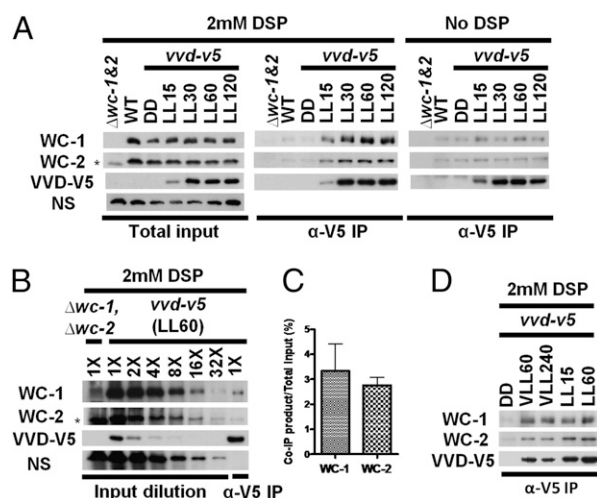 A
2mM DSP
No DSP
vvd-v5
vvd-v5
Δwc-1&2 WT DD LL15 LL30 LL60 LL120
Δwc-1&2 WT DD LL15 LL30 LL60 LL120
Δwc-1&2 WT DD LL15 LL30 LL60 LL120
WC-1
WC-2 *
VVD-V5
NS
Total input
α-V5 IP
α-V5 IP
B
2mM DSP
Δwc-1, Δwc-2
vvd-v5
(LL60)
1X 1X 2X 4X 8X 16X 32X 1X
WC-1
WC-2 *
VVD-V5
NS
Input dilution
α-V5 IP
C
Co-IP product/Total Input (%)
5
4
3
2
1
0
WC-1 WC-2
D
2mM DSP
vvd-v5
DD VLL60 VLL240 LL15 LL60
WC-1
WC-2
VVD-V5
α-V5 IP